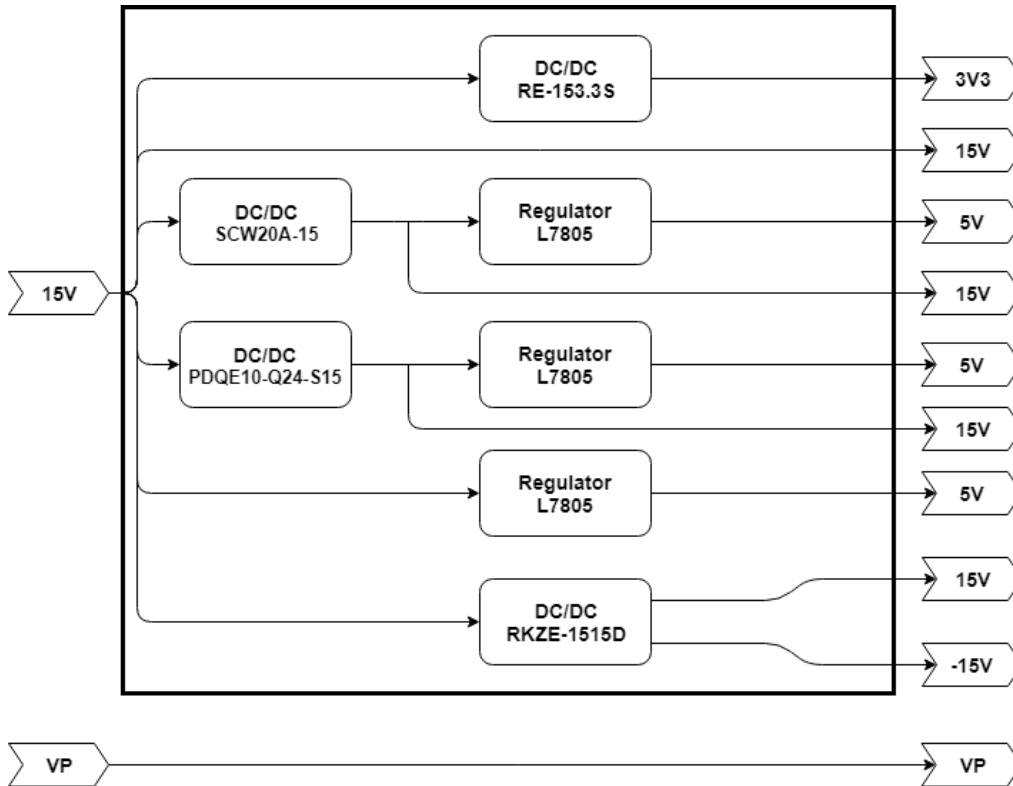 DC/DC
RE-153.3S
3V3
15V
DC/DC
SCW20A-15
Regulator
L7805
5V
15V
15V
DC/DC
PDQE10-Q24-S15
Regulator
L7805
5V
15V
Regulator
L7805
5V
DC/DC
RKZE-1515D
15V
-15V
VP
VP